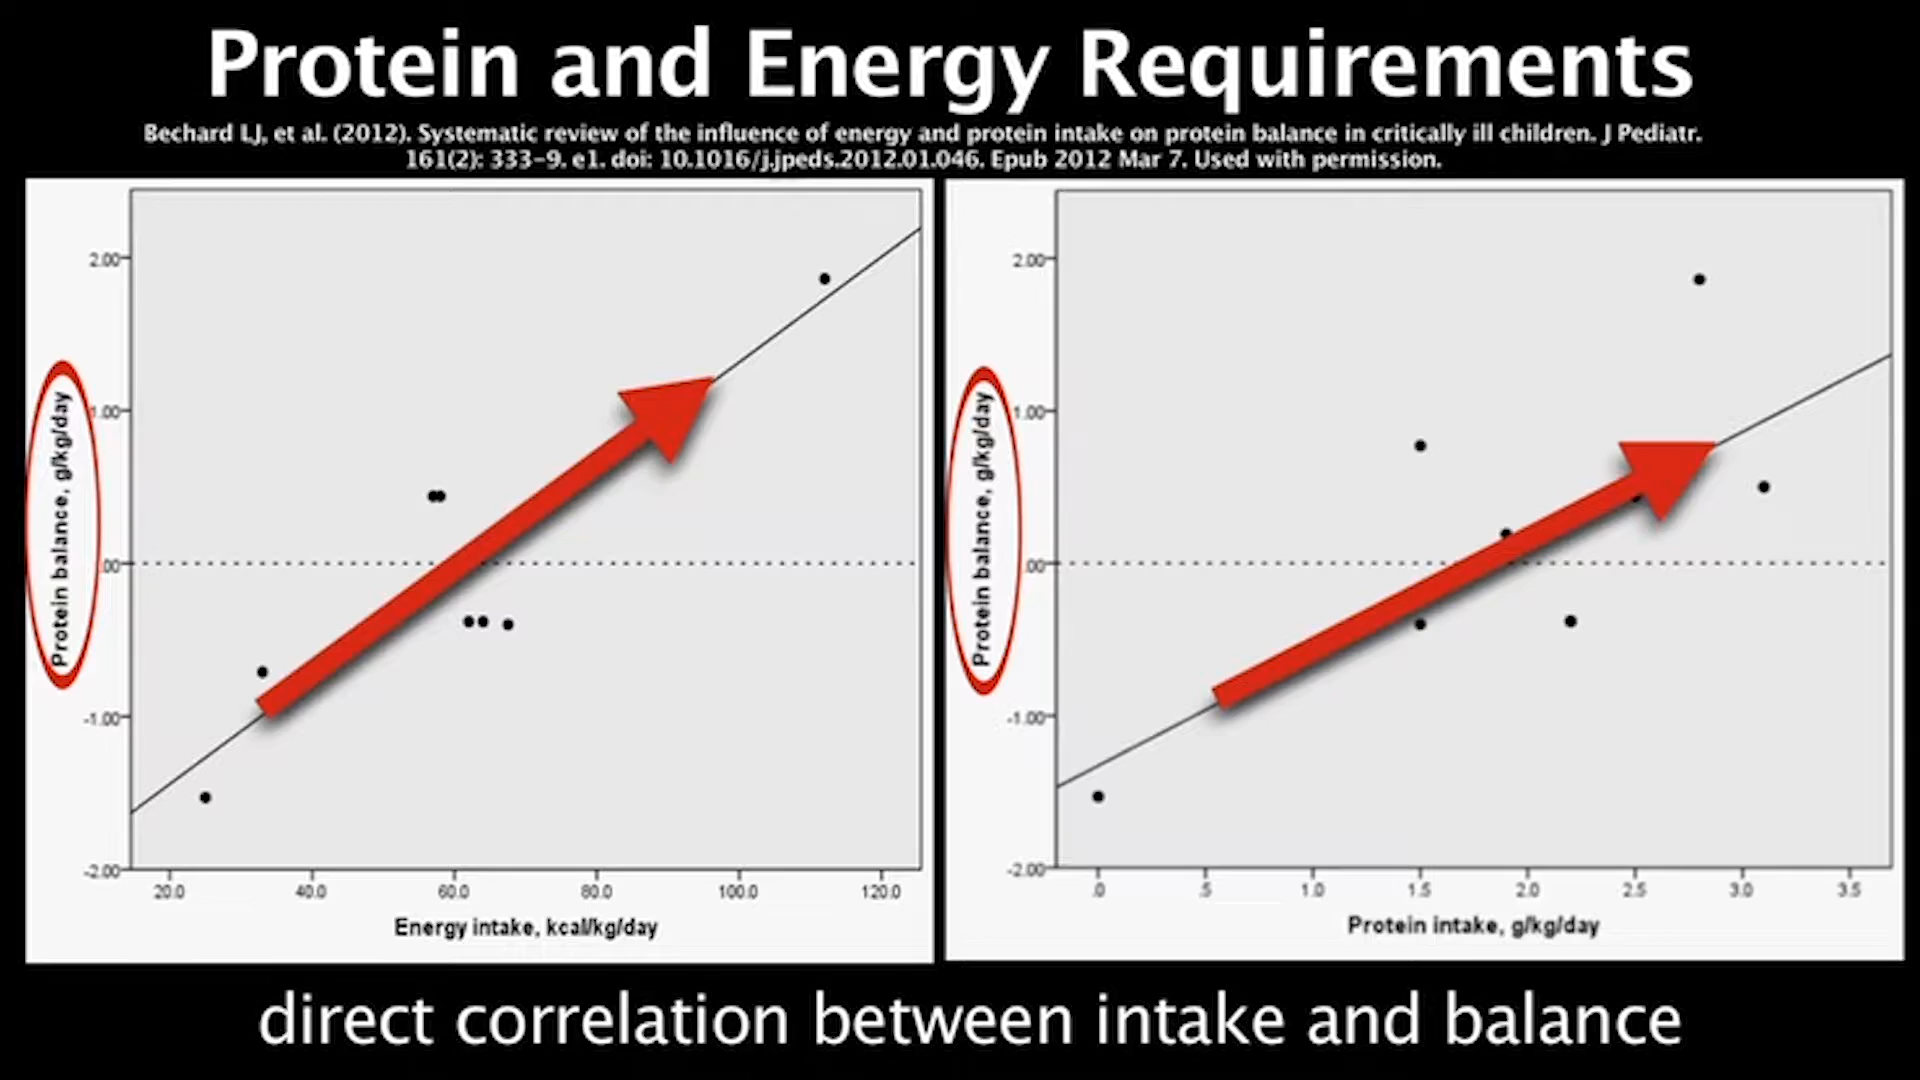 Protein and Energy Requirements
Bechard LJ, et al. (2012). Systematic review of the influence of energy and protein intake on protein balance in critically ill children. J Pediatr.
161(2): 333-9. e1. doi: 10.1016/j.jpeds.2012.01.046. Epub 2012 Mar 7. Used with permission.
Protein balance, g/kg/day
2.00
1.00
.00
-1.00
-2.00
20.0 40.0 60.0 80.0 100.0 120.0
Energy intake, kcal/kg/day
Protein balance, g/kg/day
2.00
1.00
.00
-1.00
-2.00
.0 .5 1.0 1.5 2.0 2.5 3.0 3.5
Protein intake, g/kg/day
direct correlation between intake and balance